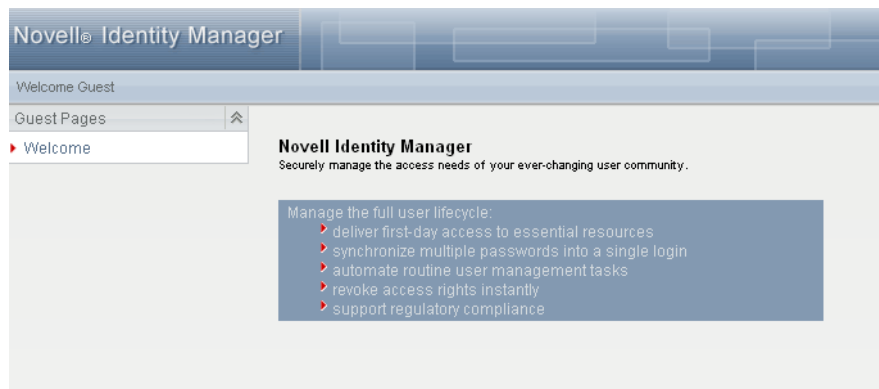 Novell® Identity Manager
Welcome Guest
Guest Pages
Welcome
Novell Identity Manager
Securely manage the access needs of your ever-changing user community.
Manage the full user lifecycle:
deliver first-day access to essential resources
synchronize multiple passwords into a single login
automate routine user management tasks
revoke access rights instantly
support regulatory compliance